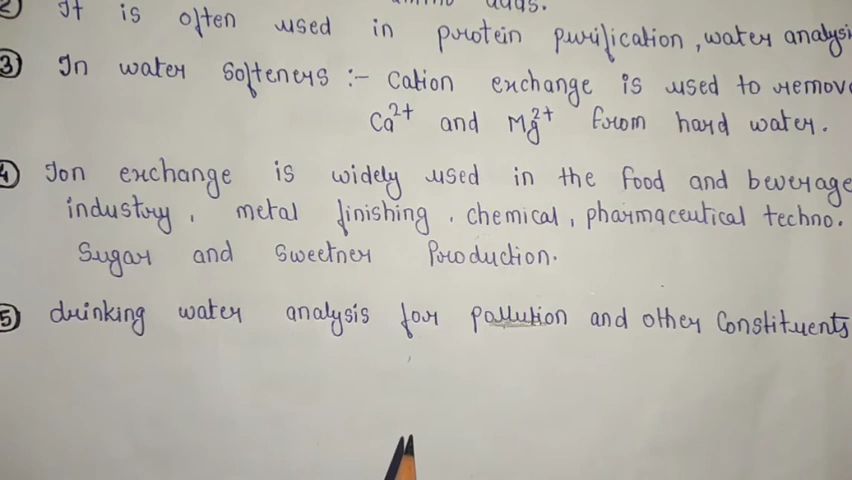 ② It is often used in protein purification, water analysi
③ In water Softeners :- Cation exchange is used to remove
Ca²⁺ and Mg²⁺ from hard water.
④ Ion exchange is widely used in the food and beverage
industry, metal finishing, chemical, pharmaceutical techno.
Sugar and Sweetner Production.
⑤ drinking water analysis for pollution and other Constituents